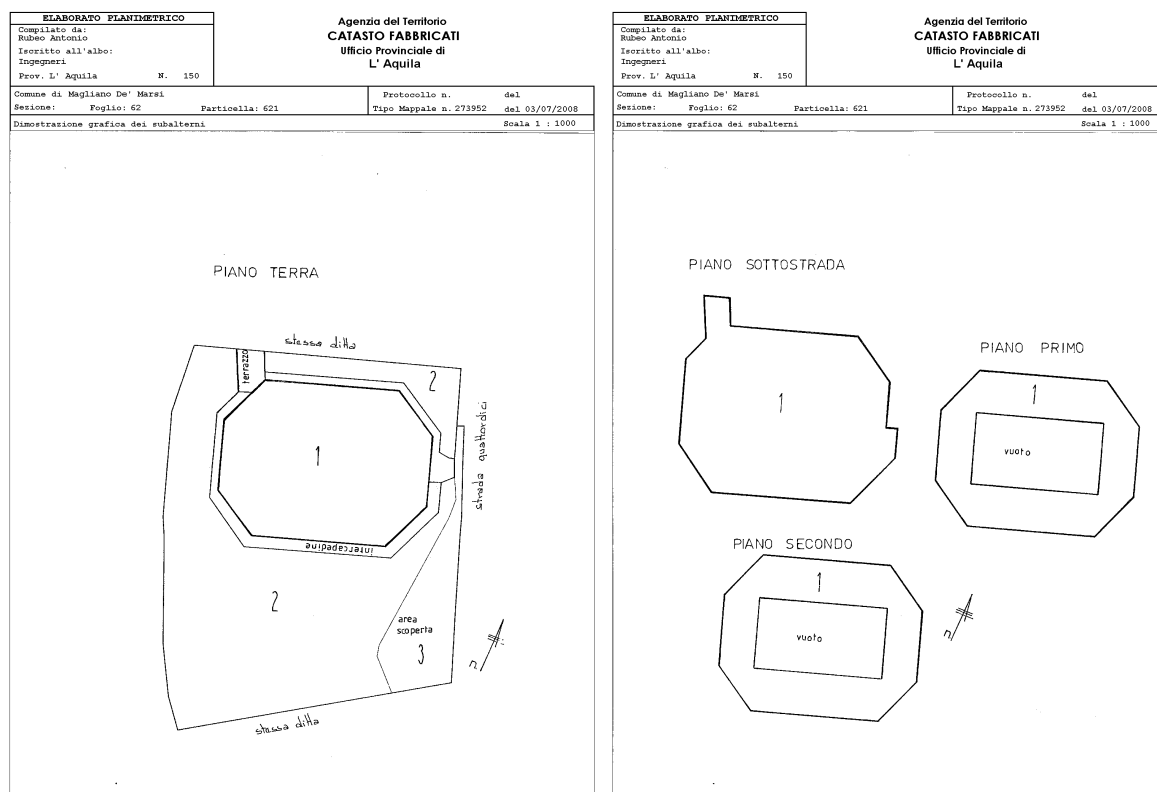 ELABORATO PLANIMETRICO
Compilato da:
Rubeo Antonio
Iscritto all'albo:
Ingegneri
Prov. L' Aquila N. 150
Agenzia del Territorio
CATASTO FABBRICATI
Ufficio Provinciale di
L' Aquila
Comune di Magliano De' Marsi
Protocollo n. del
Sezione: Foglio: 62 Particella: 621
Tipo Mappale n. 273952 del 03/07/2008
Dimostrazione grafica dei subalterni
Scala 1 : 1000
PIANO TERRA
stessa ditta
terrazzo
2
1
strada quattordici
intercapedine
2
area
scoperta
3
n
stessa ditta
ELABORATO PLANIMETRICO
Compilato da:
Rubeo Antonio
Iscritto all'albo:
Ingegneri
Prov. L' Aquila N. 150
Agenzia del Territorio
CATASTO FABBRICATI
Ufficio Provinciale di
L' Aquila
Comune di Magliano De' Marsi
Protocollo n. del
Sezione: Foglio: 62 Particella: 621
Tipo Mappale n. 273952 del 03/07/2008
Dimostrazione grafica dei subalterni
Scala 1 : 1000
PIANO SOTTOSTRADA
1
PIANO PRIMO
1
vuoto
PIANO SECONDO
1
vuoto
n